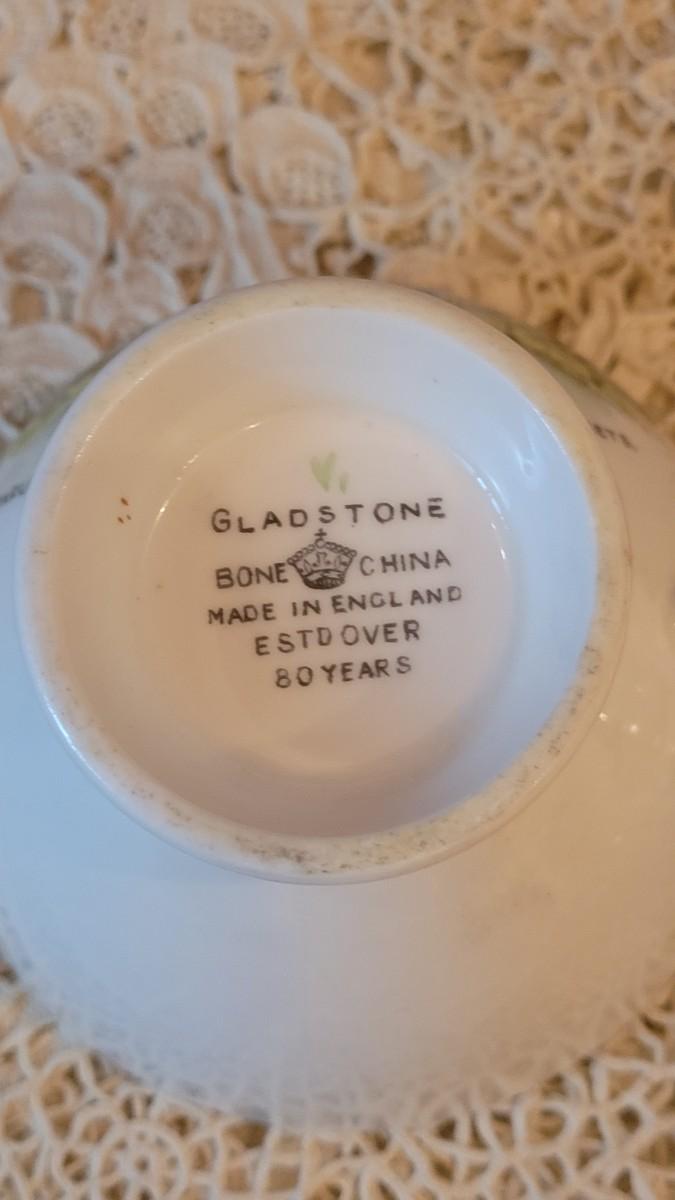 GLADSTONE
BONE CHINA
MADE IN ENGLAND
ESTD OVER
80 YEARS